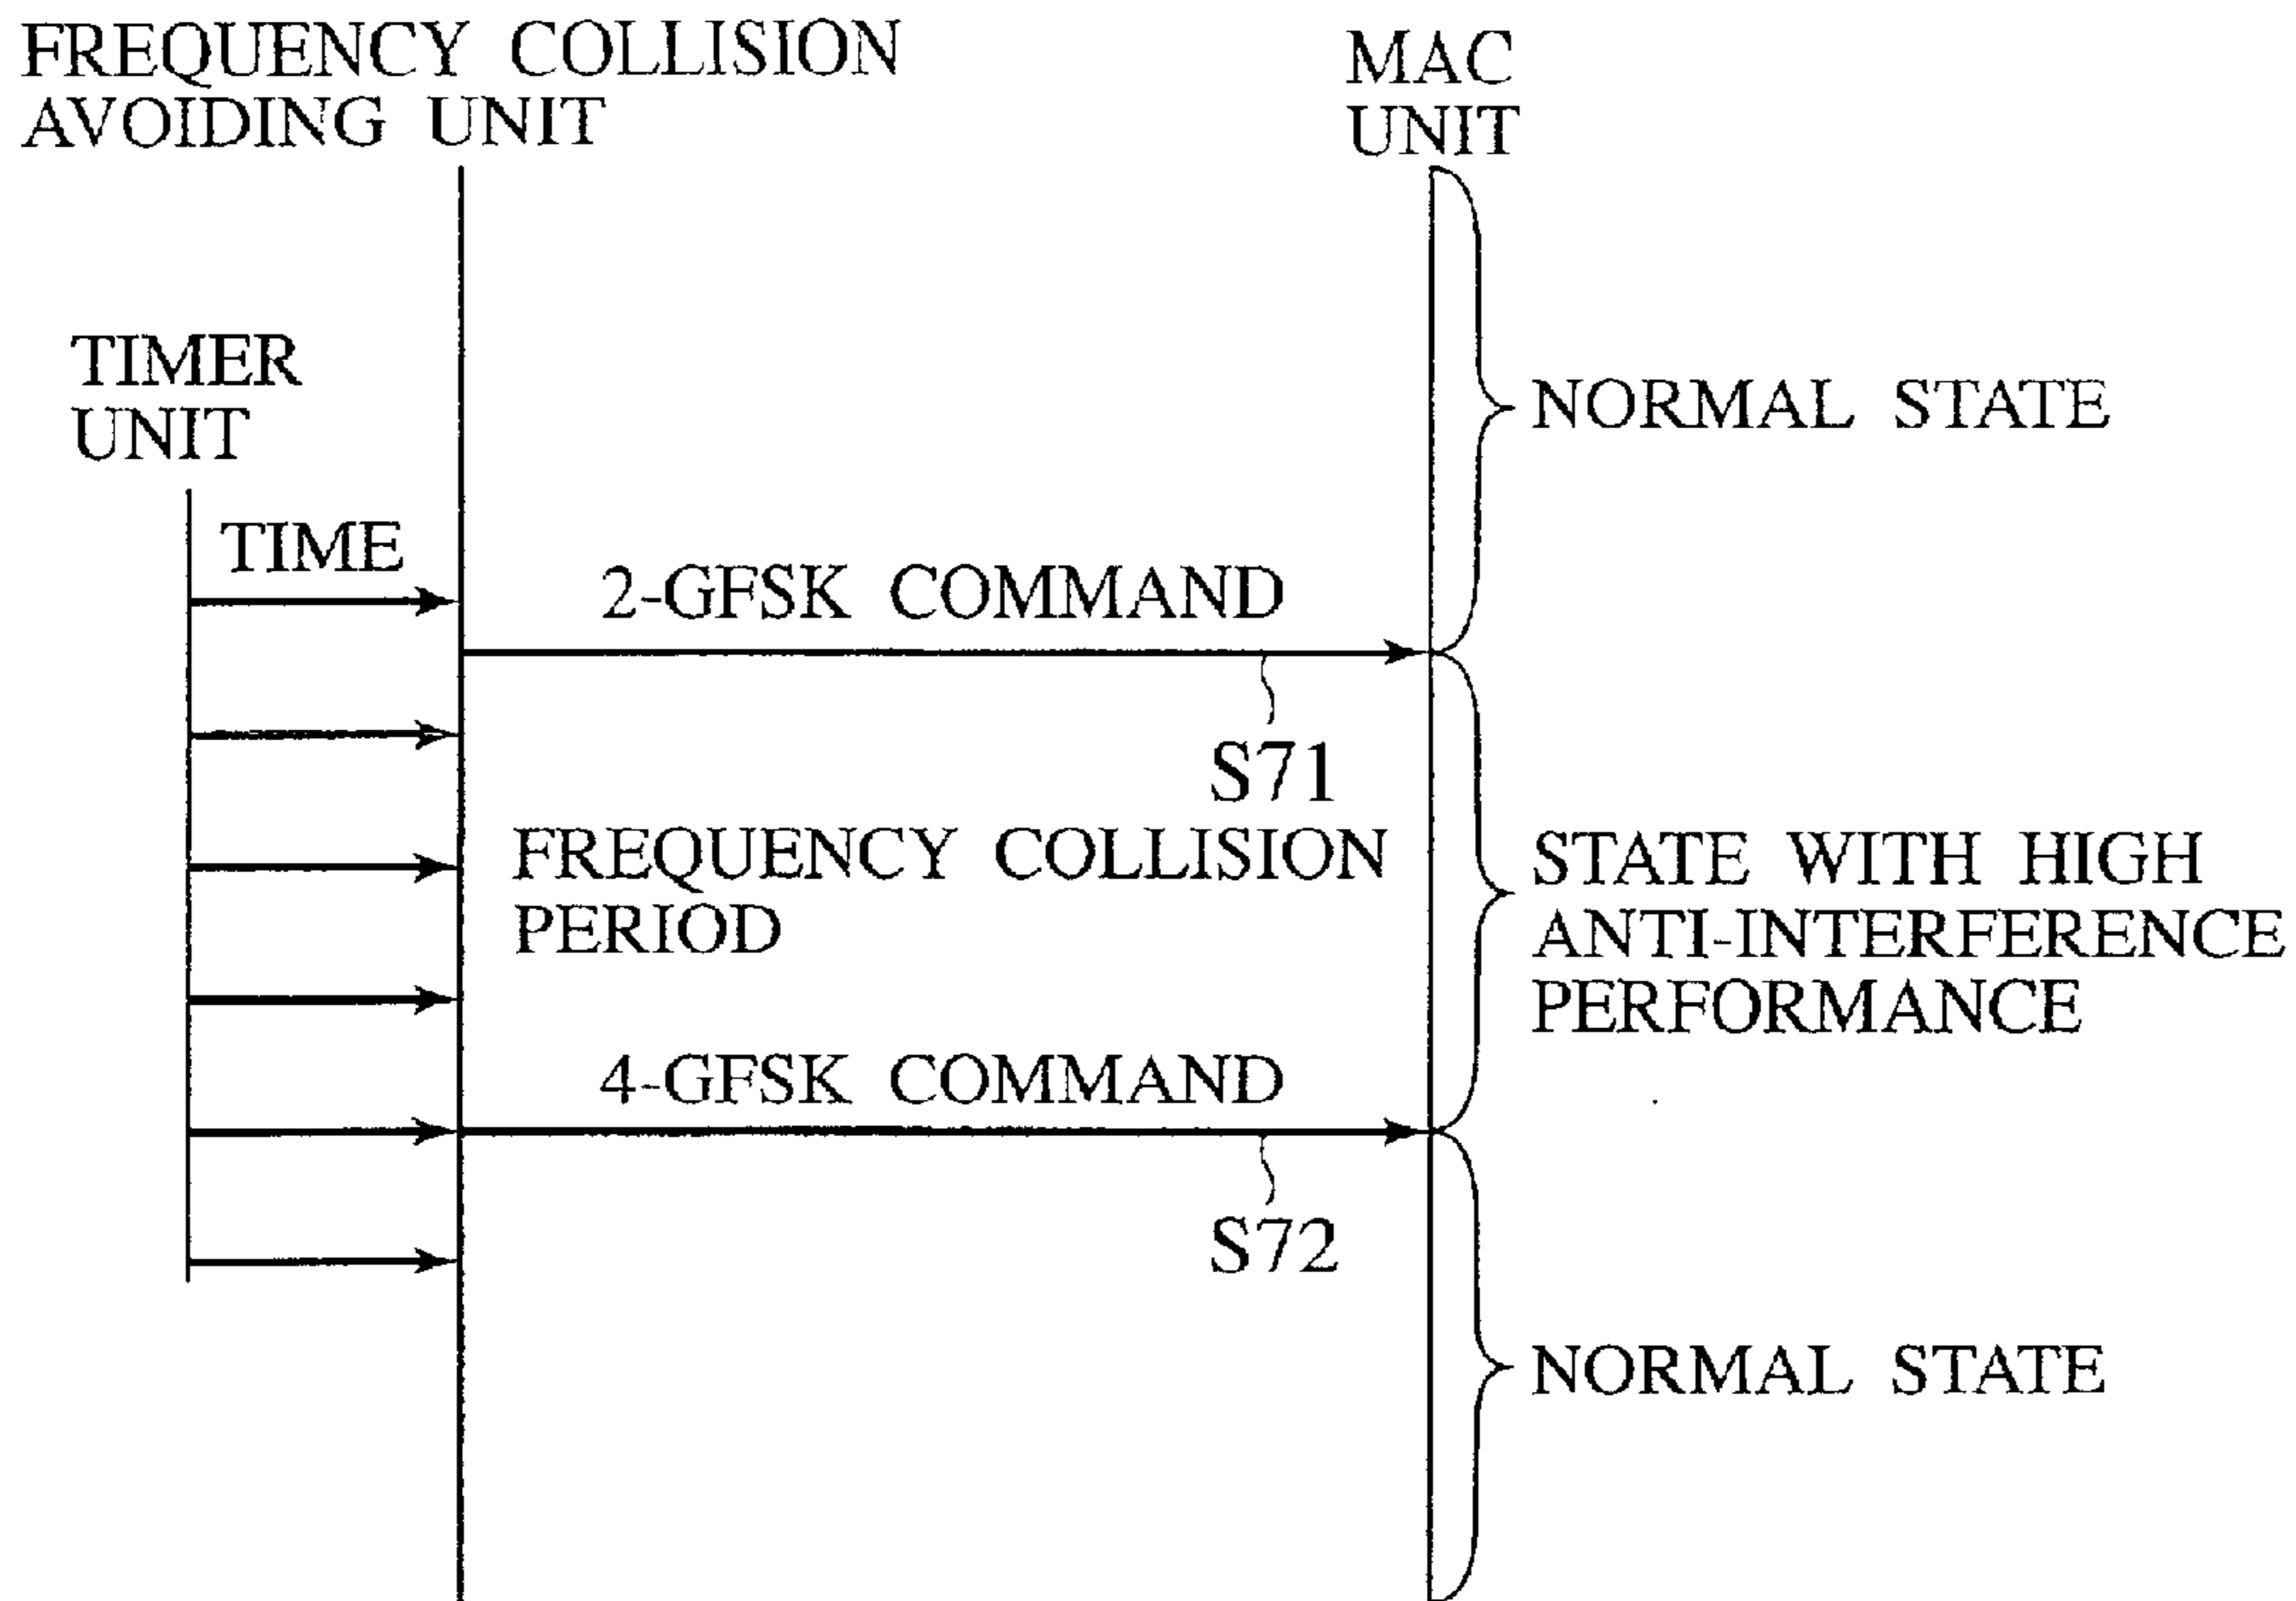 FREQUENCY COLLISION
AVOIDING UNIT
MAC
UNIT
TIMER
UNIT
NORMAL STATE
TIME
2-GFSK COMMAND
S71
FREQUENCY COLLISION
PERIOD
STATE WITH HIGH
ANTI-INTERFERENCE
PERFORMANCE
4-GFSK COMMAND
S72
NORMAL STATE